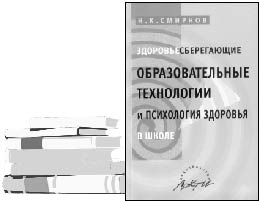 Н.К.СМИРНОВ
ЗДОРОВЬЕСБЕРЕГАЮЩИЕ
ОБРАЗОВАТЕЛЬНЫЕ
ТЕХНОЛОГИИ
И ПСИХОЛОГИЯ ЗДОРОВЬЯ
В ШКОЛЕ